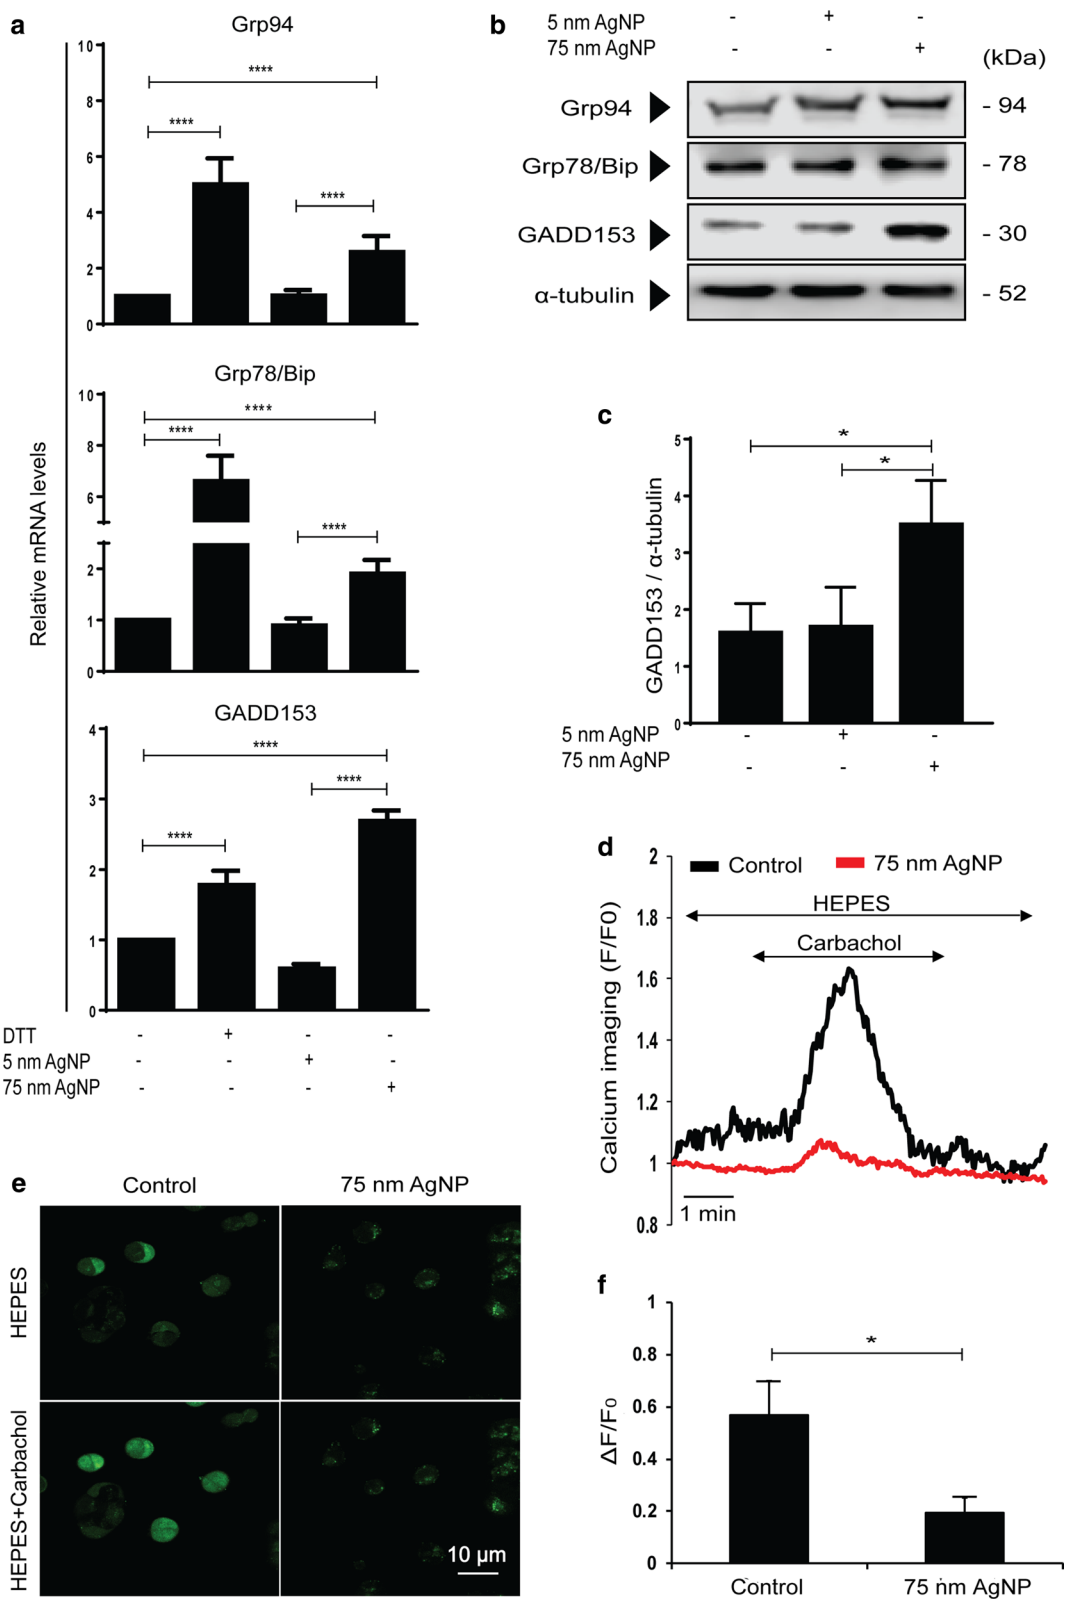 a
Grp94
10
8
6
4
2
0
****
****
****
Grp78/Bip
10
8
6
2
1
0
****
****
****
Relative mRNA levels
GADD153
4
3
2
1
0
****
****
****
DTT - + - -
5 nm AgNP - - + -
75 nm AgNP - - - +
b
5 nm AgNP - + -
75 nm AgNP - - +
(kDa)
Grp94 - 94
Grp78/Bip - 78
GADD153 - 30
α-tubulin - 52
c
GADD153 / α-tubulin
5
4
3
2
1
0
*
*
5 nm AgNP - + -
75 nm AgNP - - +
d
Calcium imaging (F/F0)
2
1.8
1.6
1.4
1.2
1
0.8
Control 75 nm AgNP
HEPES
Carbachol
1 min
e
Control 75 nm AgNP
HEPES
HEPES+Carbachol
10 µm
f
ΔF/F0
1
0.8
0.6
0.4
0.2
0
*
Control 75 nm AgNP